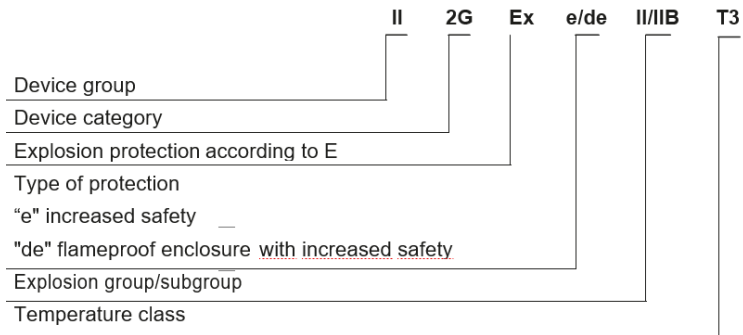 II 2G Ex e/de II/IIB T3
Device group
Device category
Explosion protection according to E
Type of protection
“e" increased safety
"de" flameproof enclosure with increased safety
Explosion group/subgroup
Temperature class